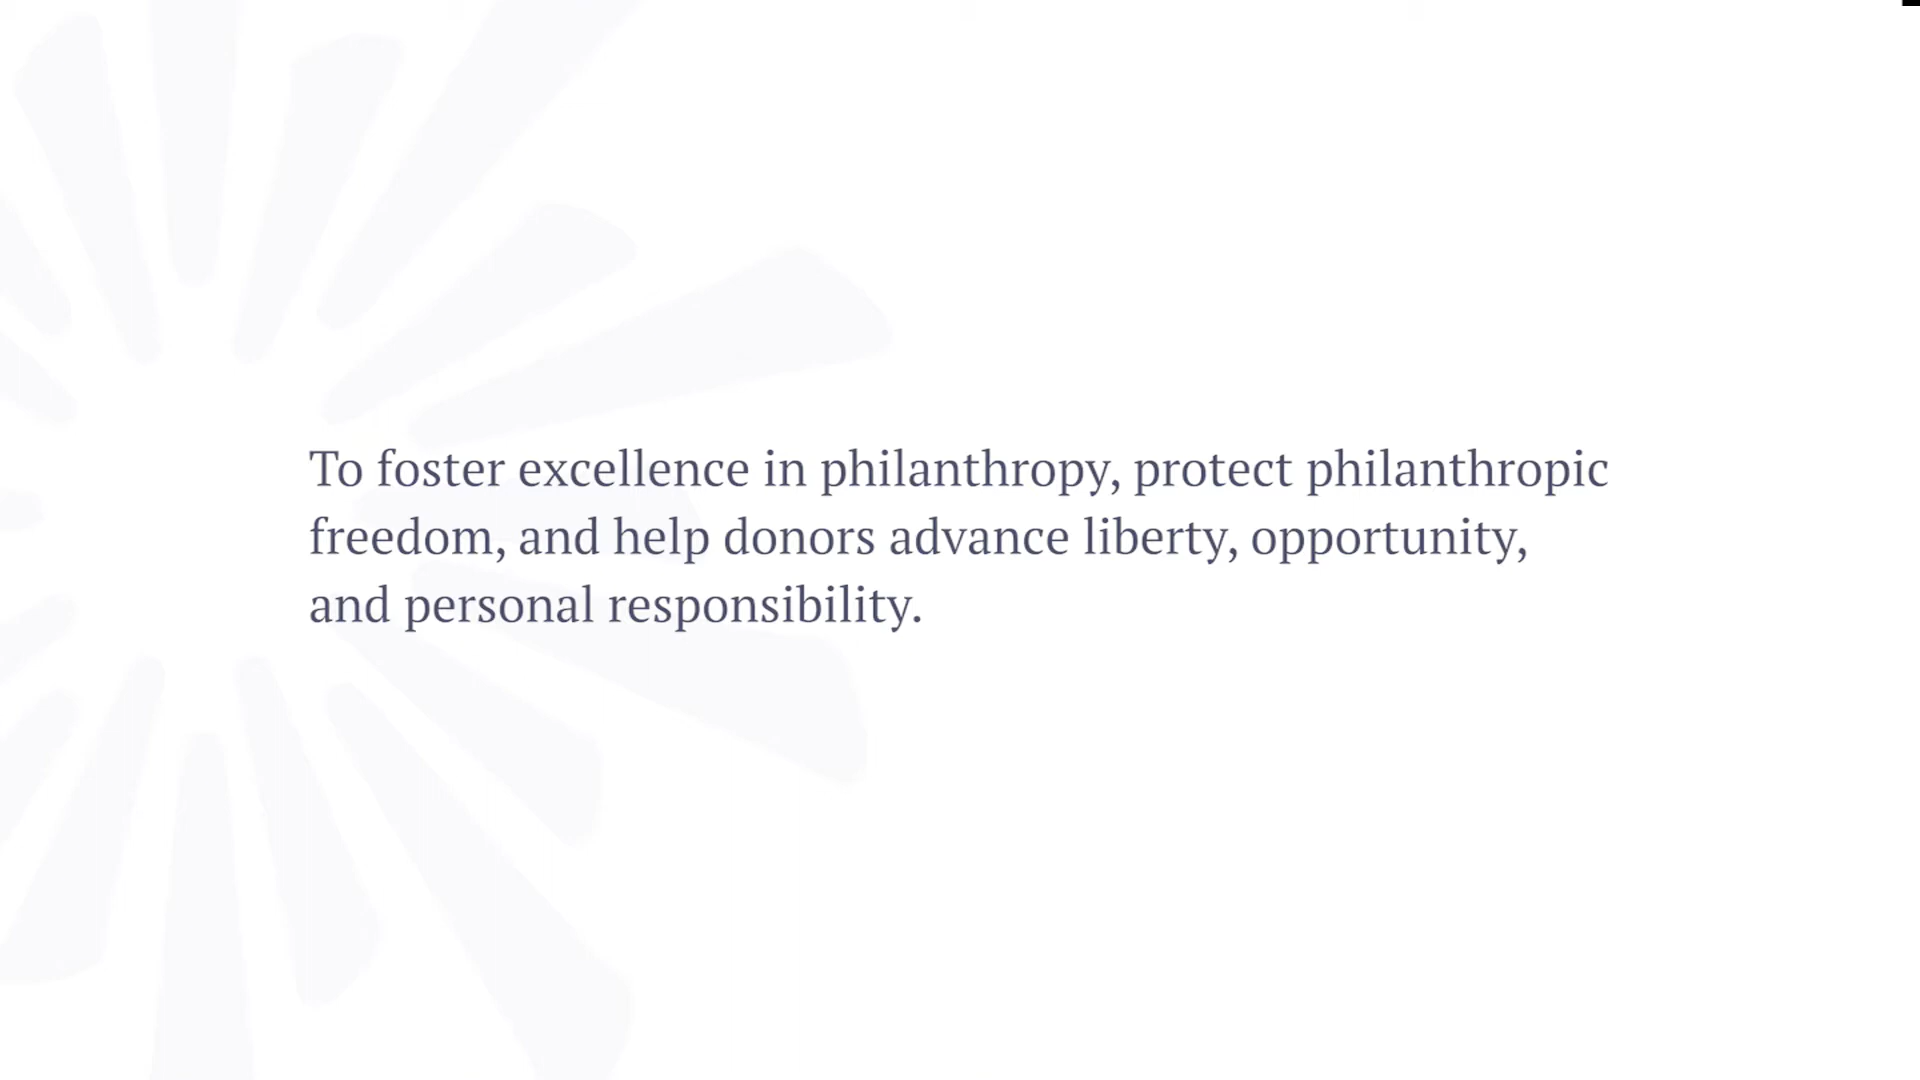 To foster excellence in philanthropy, protect philanthropic
freedom, and help donors advance liberty, opportunity,
and personal responsibility.